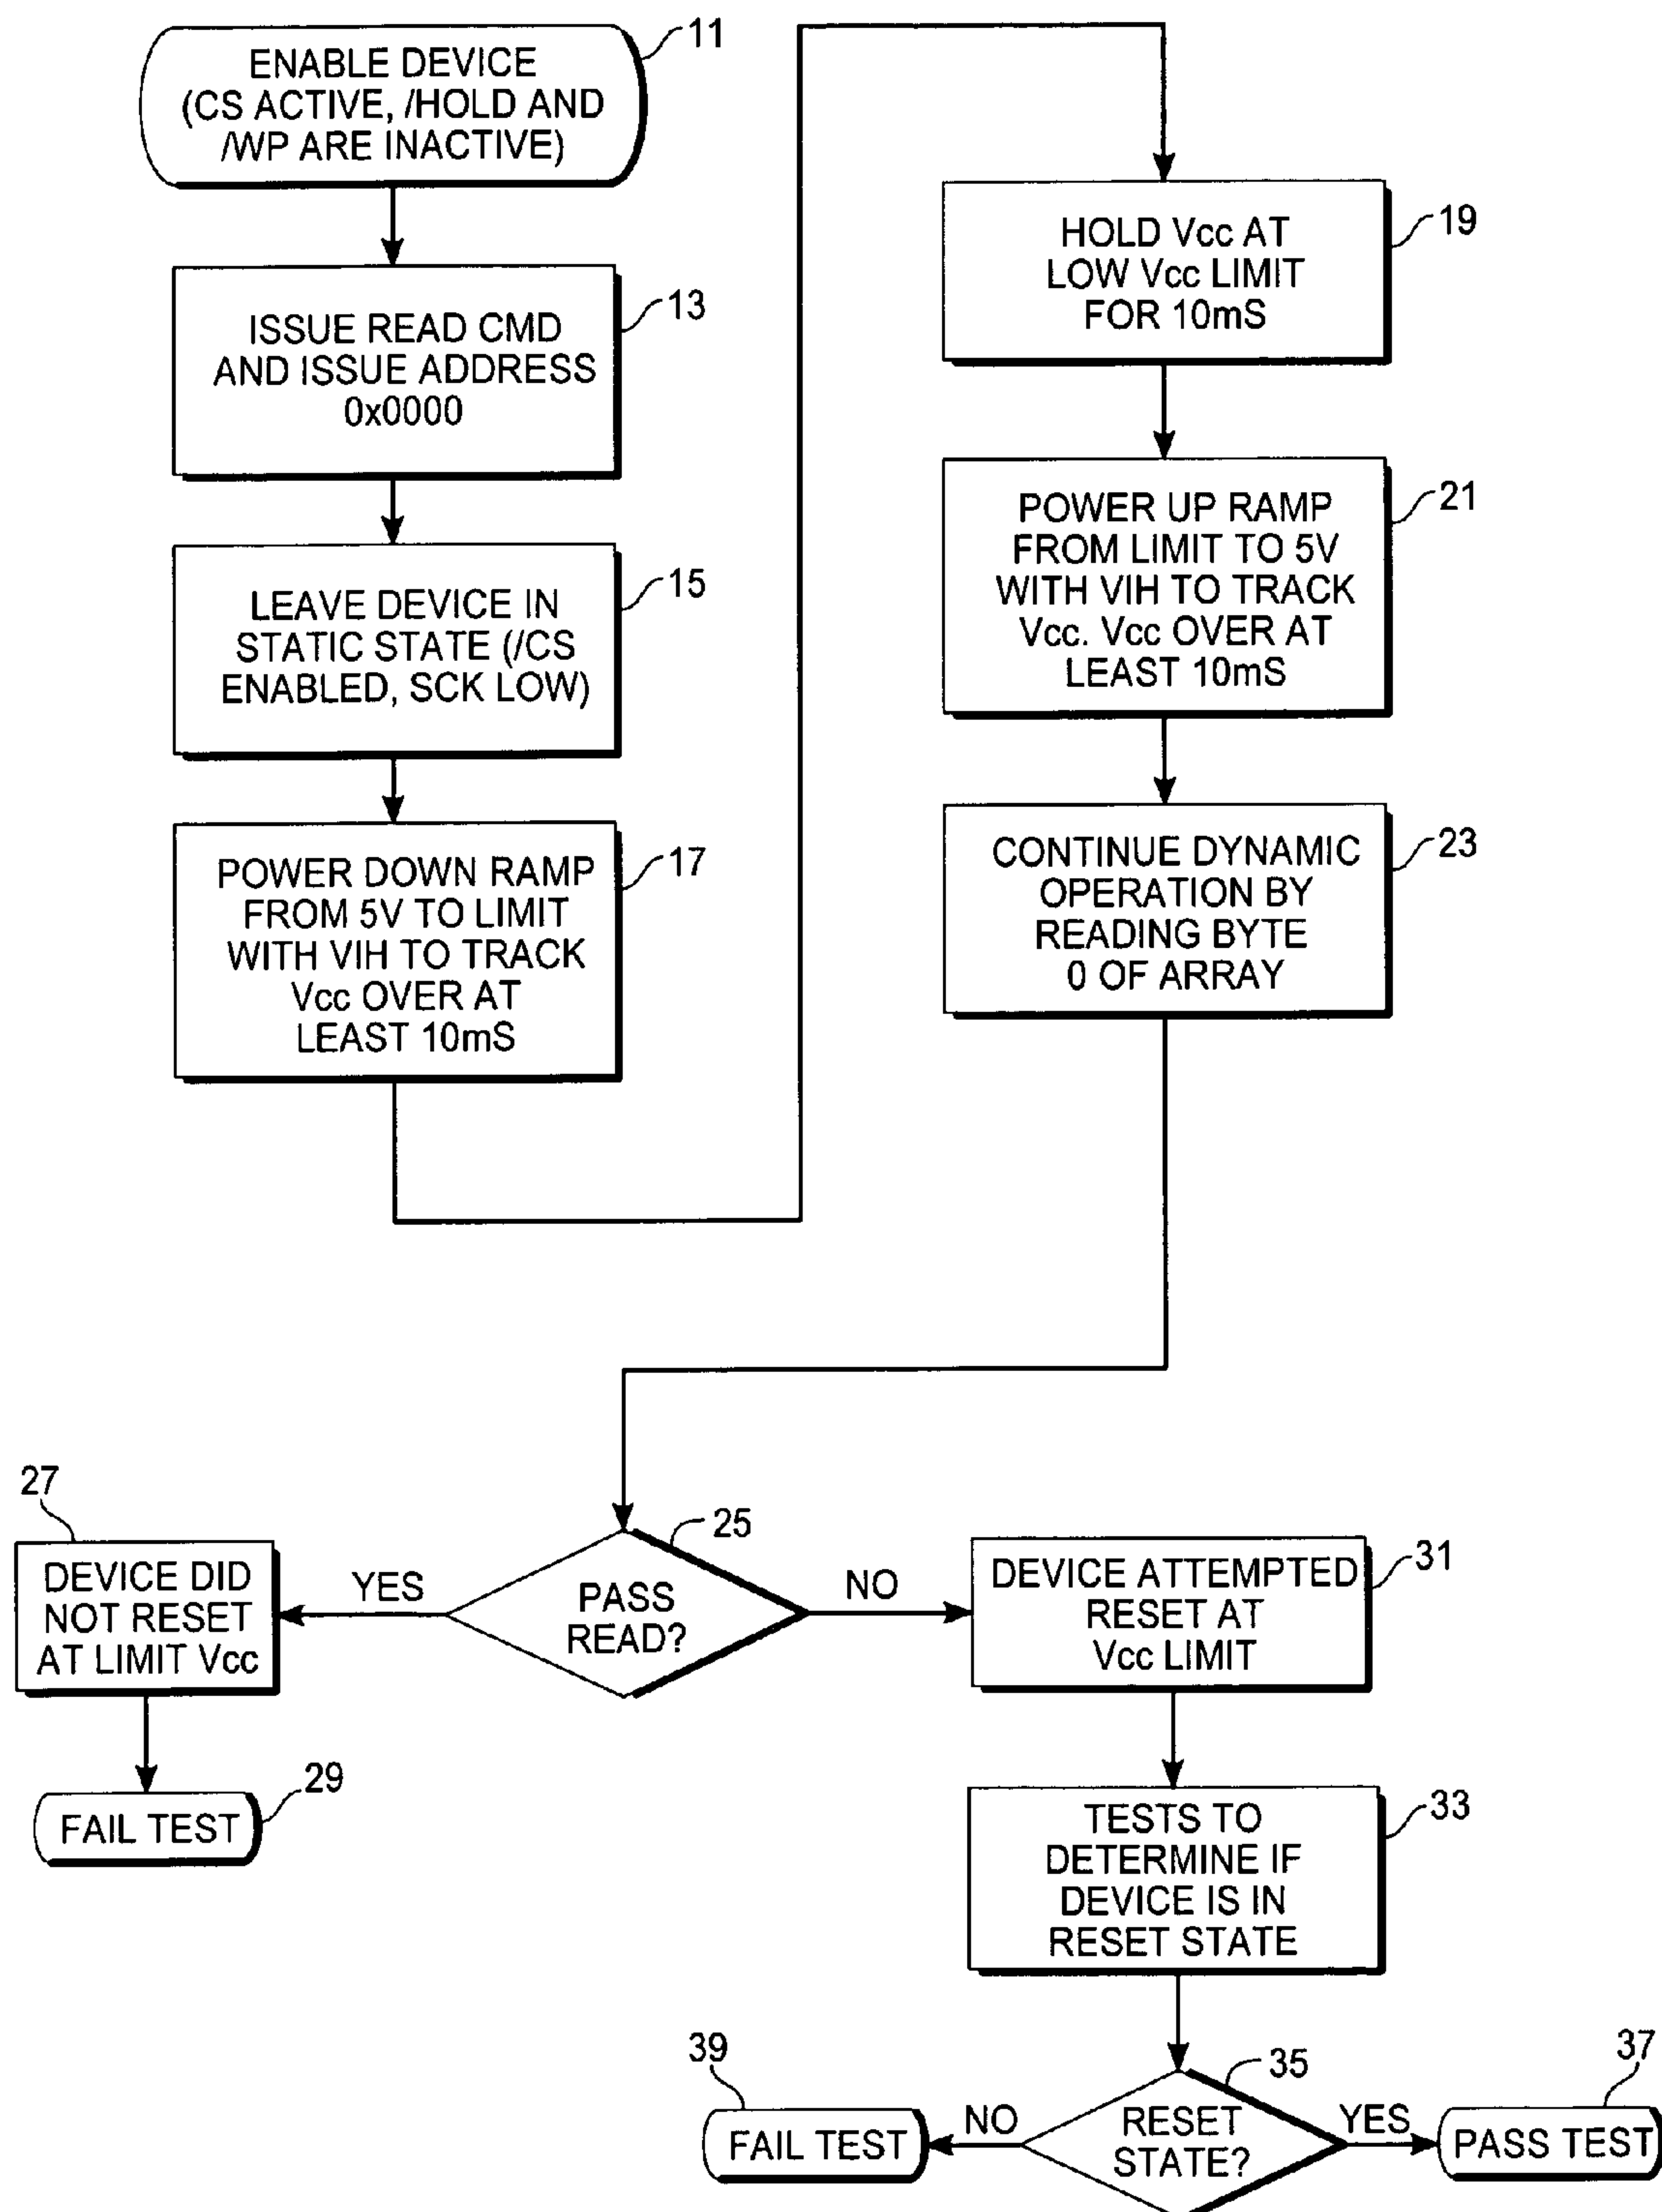 11
ENABLE DEVICE
(CS ACTIVE, /HOLD AND
/WP ARE INACTIVE)
13
ISSUE READ CMD
AND ISSUE ADDRESS
0x0000
15
LEAVE DEVICE IN
STATIC STATE (/CS
ENABLED, SCK LOW)
17
POWER DOWN RAMP
FROM 5V TO LIMIT
WITH VIH TO TRACK
Vcc OVER AT
LEAST 10mS
19
HOLD Vcc AT
LOW Vcc LIMIT
FOR 10mS
21
POWER UP RAMP
FROM LIMIT TO 5V
WITH VIH TO TRACK
Vcc. Vcc OVER AT
LEAST 10mS
23
CONTINUE DYNAMIC
OPERATION BY
READING BYTE
0 OF ARRAY
25
PASS
READ?
YES
NO
27
DEVICE DID
NOT RESET
AT LIMIT Vcc
29
FAIL TEST
31
DEVICE ATTEMPTED
RESET AT
Vcc LIMIT
33
TESTS TO
DETERMINE IF
DEVICE IS IN
RESET STATE
35
RESET
STATE?
NO
YES
39
FAIL TEST
37
PASS TEST